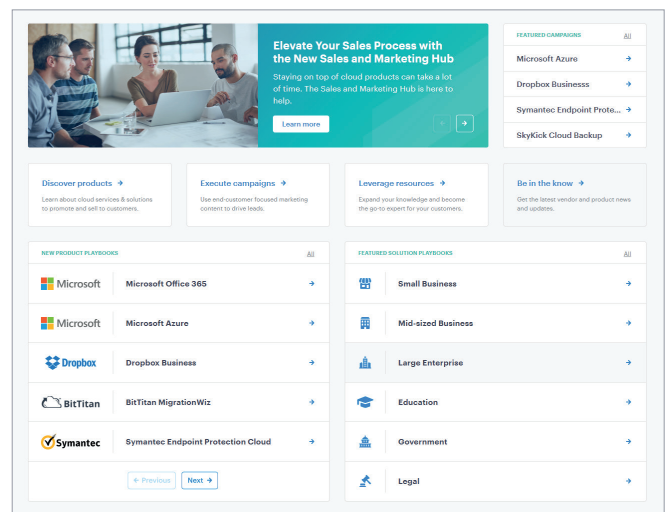 Elevate Your Sales Process with
the New Sales and Marketing Hub
Staying on top of cloud products can take a lot
of time. The Sales and Marketing Hub is here to
help.
Learn more
FEATURED CAMPAIGNS
All
Microsoft Azure
Dropbox Businesss
Symantec Endpoint Prote...
SkyKick Cloud Backup
Discover products
Learn about cloud services & solutions
to promote and sell to customers.
Execute campaigns
Use end-customer focused marketing
content to drive leads.
Leverage resources
Expand your knowledge and become
the go-to expert for your customers.
Be in the know
Get the latest vendor and product news
and updates.
NEW PRODUCT PLAYBOOKS
All
Microsoft
Microsoft Office 365
Microsoft
Microsoft Azure
Dropbox
Dropbox Business
BitTitan
BitTitan MigrationWiz
Symantec
Symantec Endpoint Protection Cloud
Previous
Next
FEATURED SOLUTION PLAYBOOKS
All
Small Business
Mid-sized Business
Large Enterprise
Education
Government
Legal